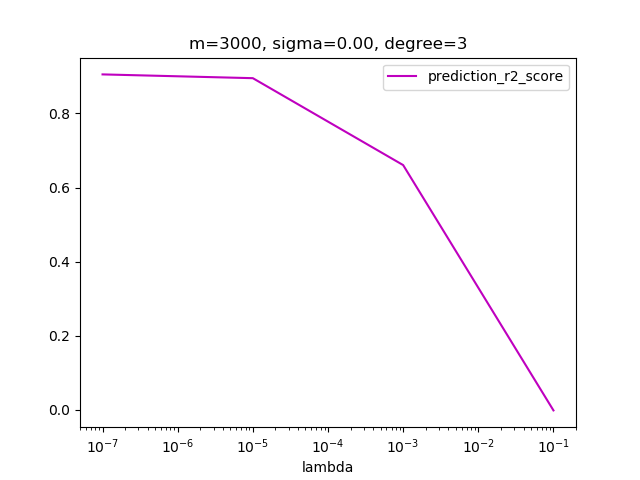 m=3000, sigma=0.00, degree=3
prediction_r2_score
0.8
0.6
0.4
0.2
0.0
10⁻⁷ 10⁻⁶ 10⁻⁵ 10⁻⁴ 10⁻³ 10⁻² 10⁻¹
lambda